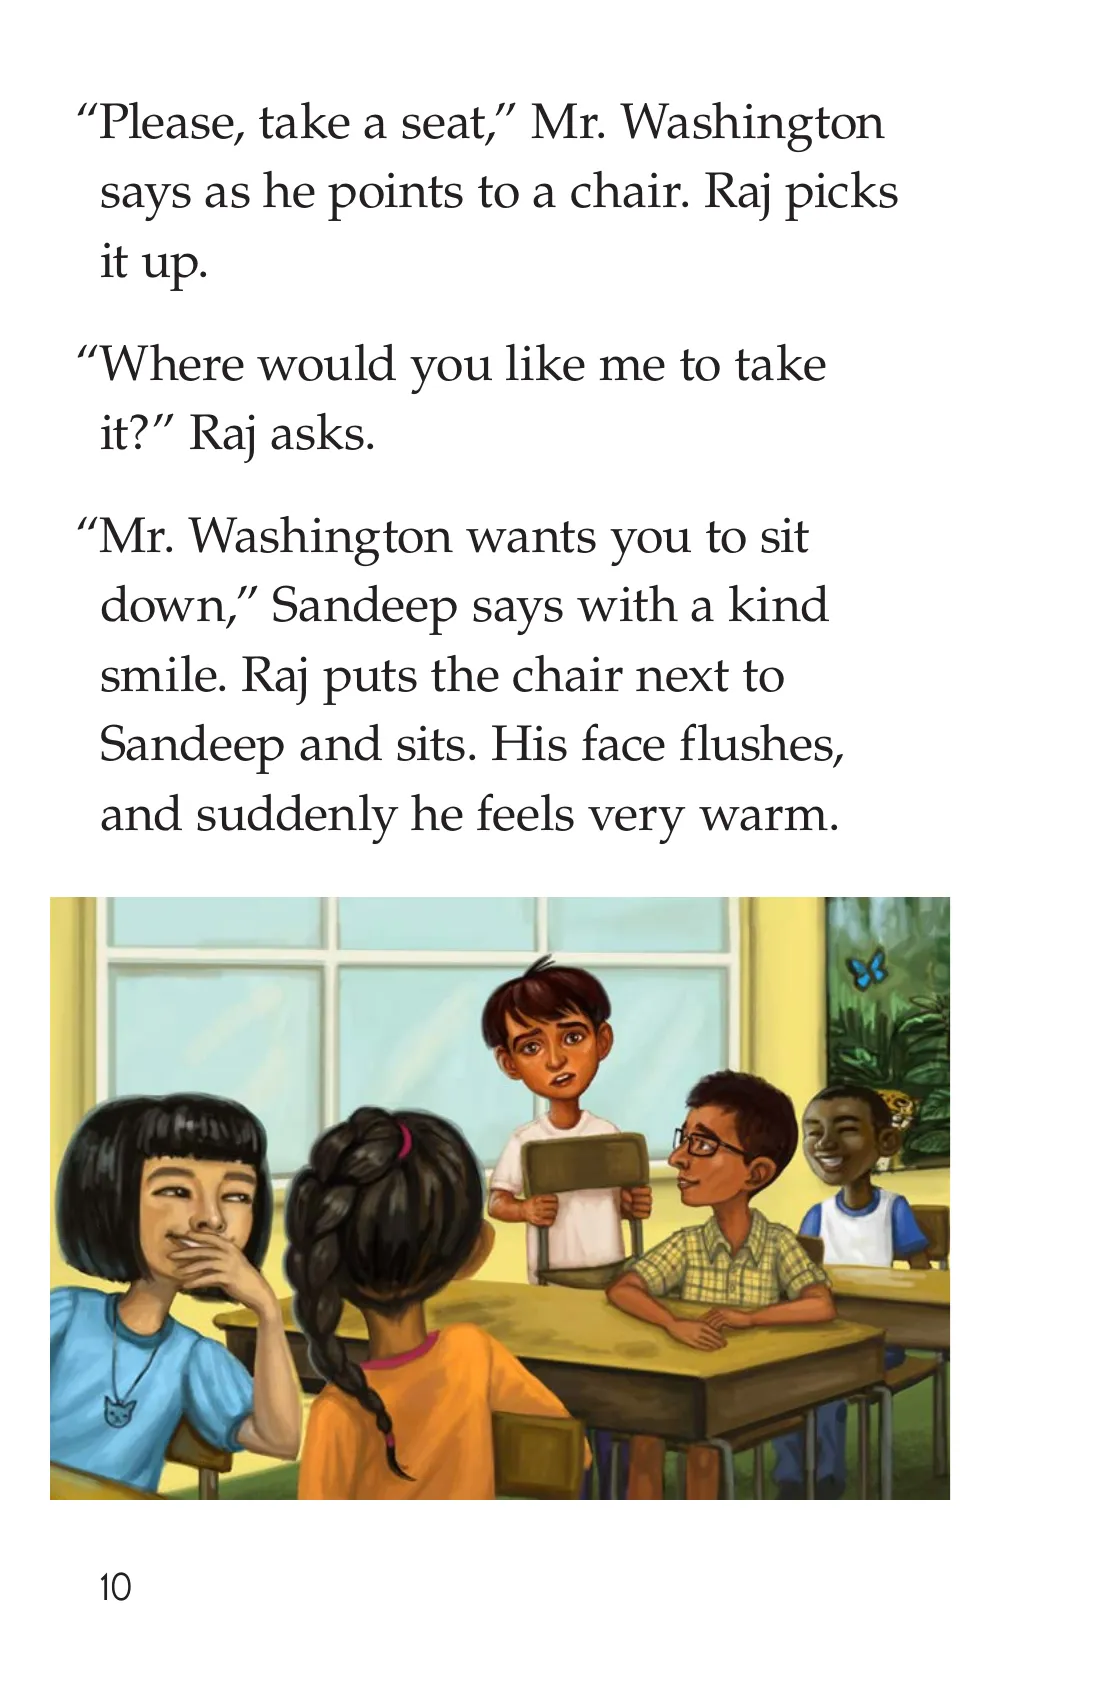 “Please, take a seat,” Mr. Washington
says as he points to a chair. Raj picks
it up.
“Where would you like me to take
it?” Raj asks.
“Mr. Washington wants you to sit
down,” Sandeep says with a kind
smile. Raj puts the chair next to
Sandeep and sits. His face flushes,
and suddenly he feels very warm.
10